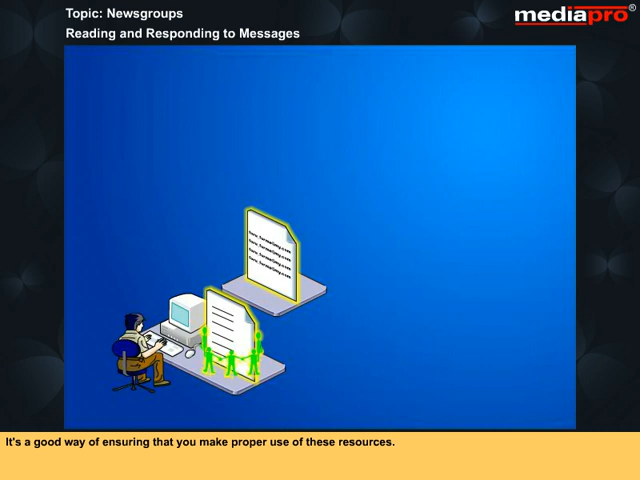 Topic: Newsgroups
mediapro®
Reading and Responding to Messages
It's a good way of ensuring that you make proper use of these resources.